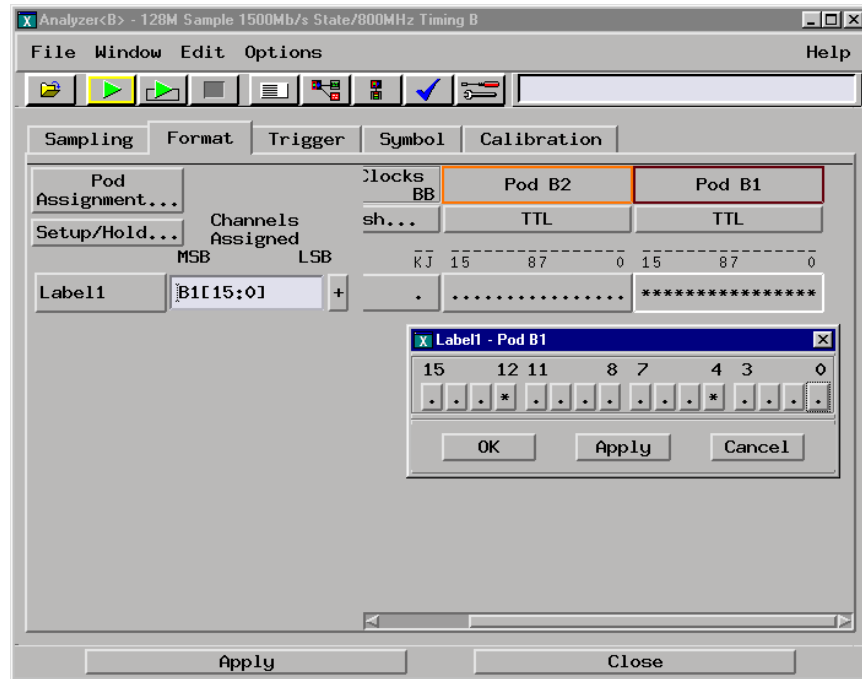 Analyzer<B> - 128M Sample 1500Mb/s State/800MHz Timing B
File Window Edit Options Help
Sampling Format Trigger Symbol Calibration
Pod Assignment...
Setup/Hold...
Channels Assigned
MSB LSB
Clocks BB
Pod B2
Pod B1
sh...
TTL
TTL
KJ 15 87 0 15 87 0
Label1 B1[15:0] + . ................ ****************
Label1 - Pod B1
15 12 11 8 7 4 3 0
. . . * . . . . . . . * . . . .
OK Apply Cancel
Apply Close